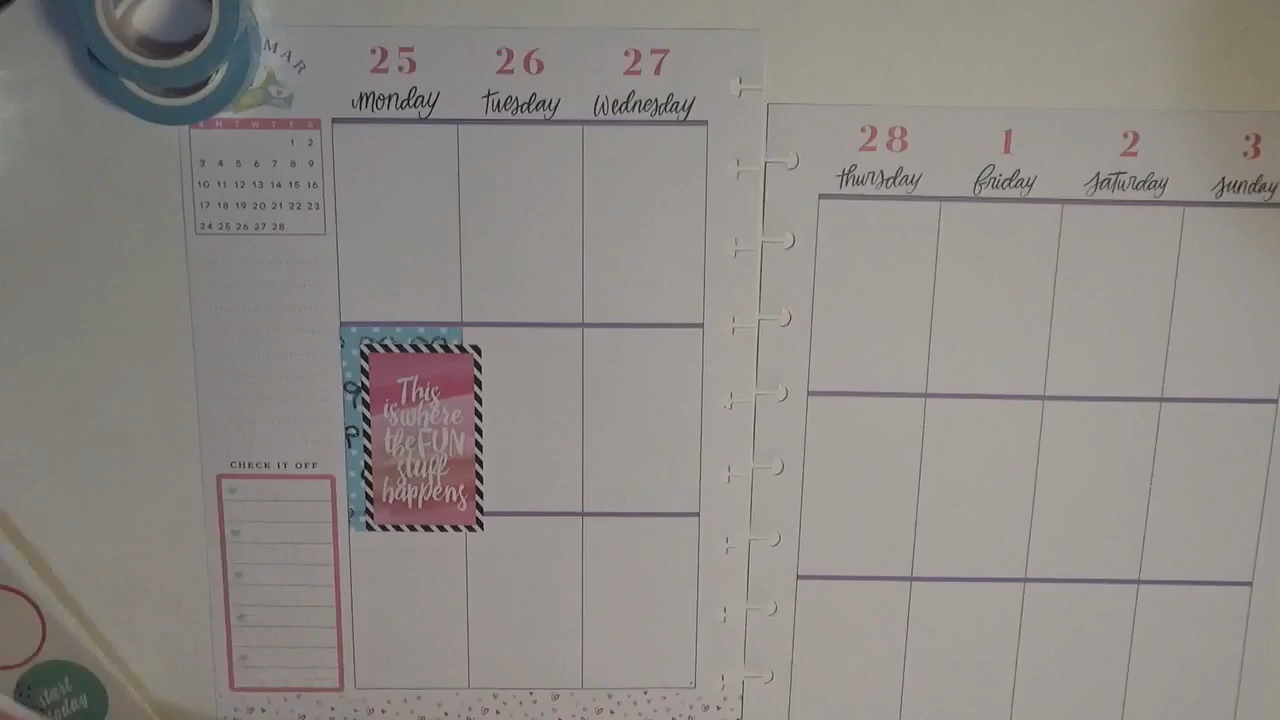 MAR
25 26 27
monday tuesday wednesday
28 1 2 3
thursday friday saturday sunday
S M T W T F S
1 2
3 4 5 6 7 8 9
10 11 12 13 14 15 16
17 18 19 20 21 22 23
24 25 26 27 28
This
is where
the FUN
stuff
happens
CHECK IT OFF
start